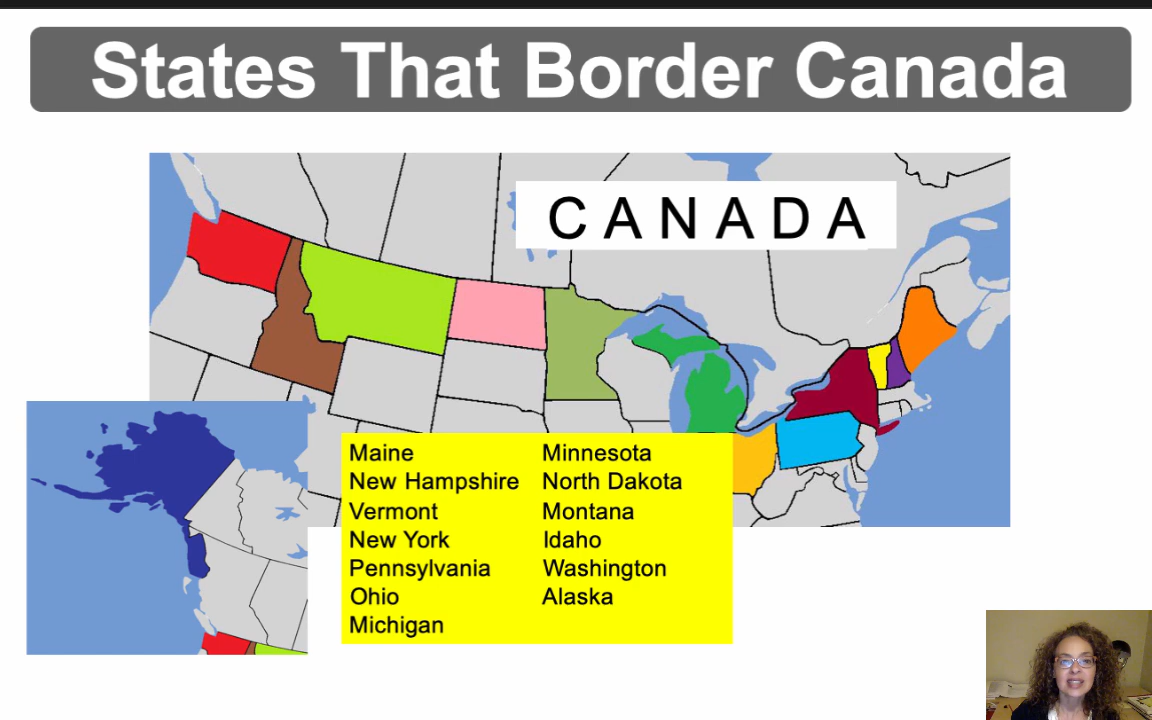 States That Border Canada
CANADA
Maine
New Hampshire
Vermont
New York
Pennsylvania
Ohio
Michigan
Minnesota
North Dakota
Montana
Idaho
Washington
Alaska